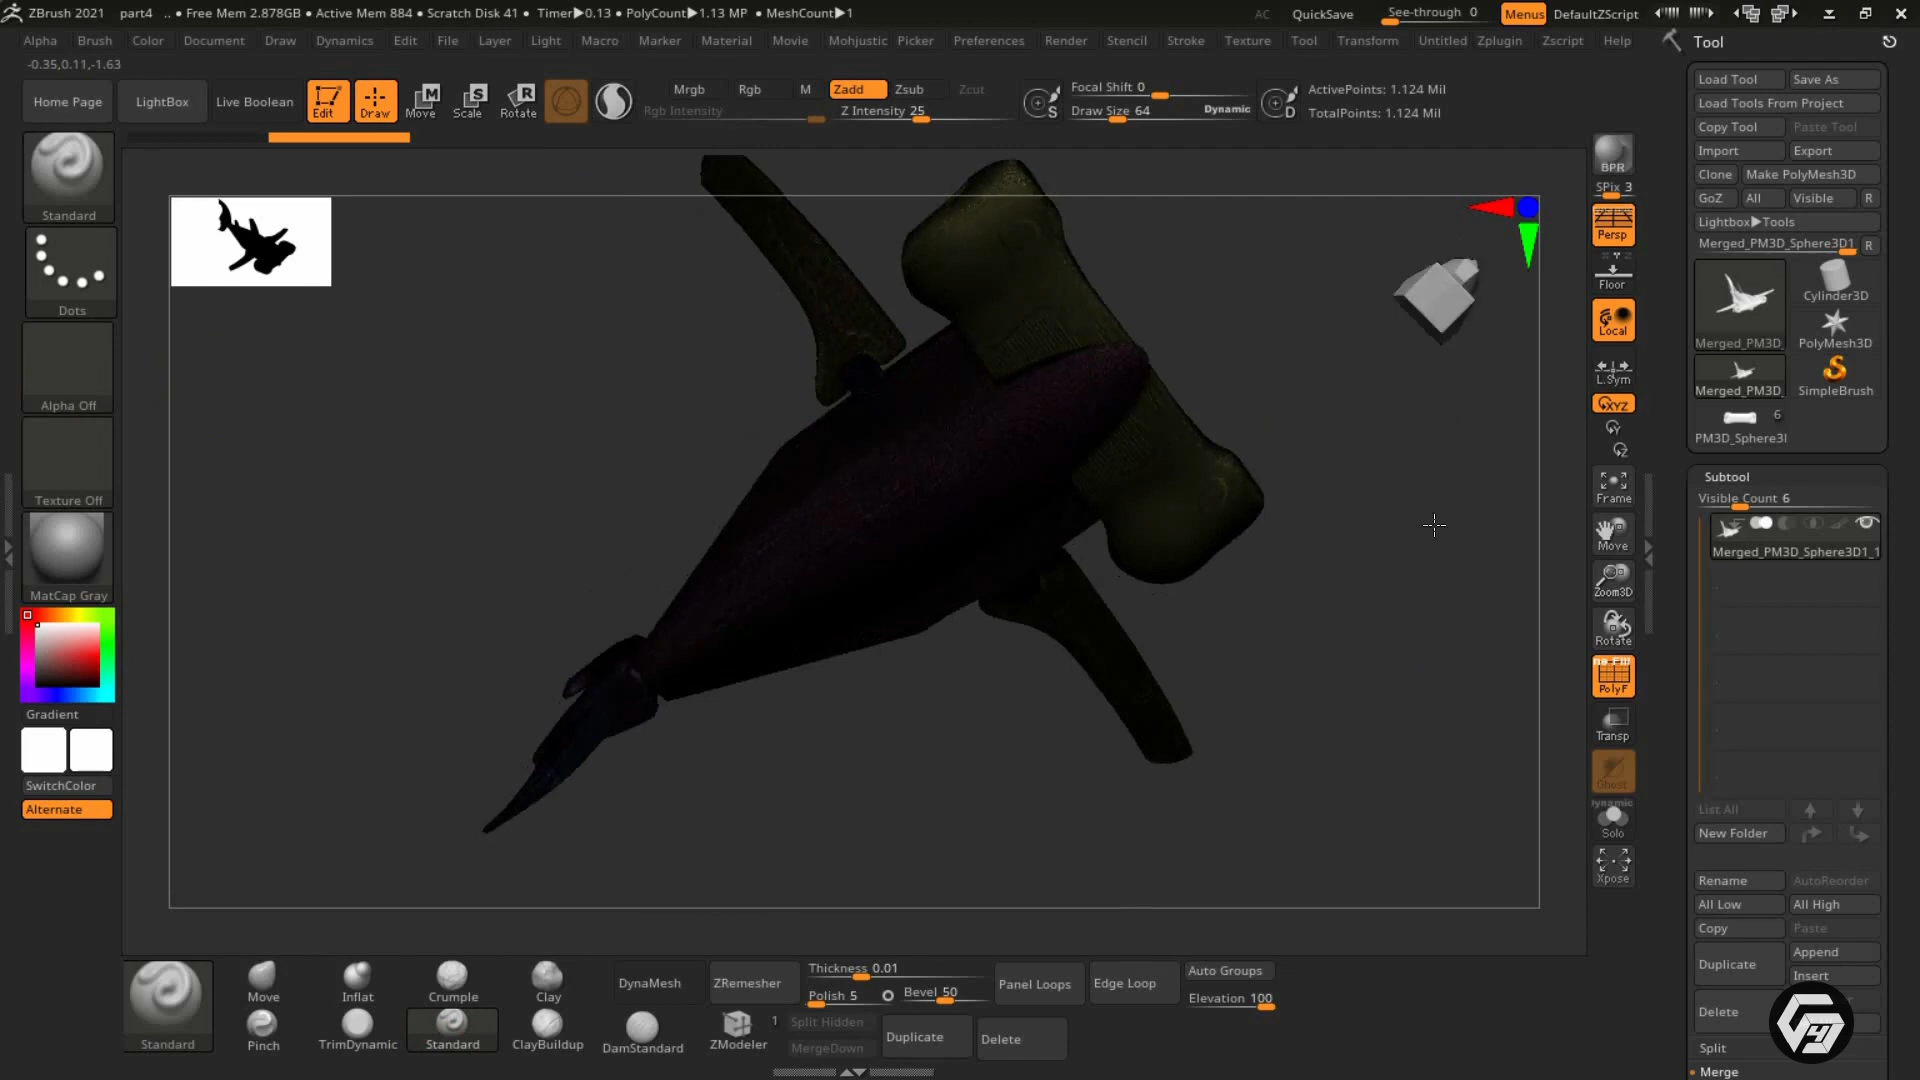 ZBrush 2021 part4 .. • Free Mem 2.878GB • Active Mem 884 • Scratch Disk 41 • Timer▶0.13 • PolyCount▶1.13 MP • MeshCount▶1 AC QuickSave See-through 0 Menus DefaultZScript
Alpha Brush Color Document Draw Dynamics Edit File Layer Light Macro Marker Material Movie Mohjustic Picker Preferences Render Stencil Stroke Texture Tool Transform Untitled Zplugin Zscript Help
Tool
-0.35,0.11,-1.63
Home Page LightBox Live Boolean Edit Draw Move Scale Rotate
Mrgb Rgb M Zadd Zsub Zcut
Rgb Intensity Z Intensity 25
Focal Shift 0
Draw Size 64 Dynamic
ActivePoints: 1.124 Mil
TotalPoints: 1.124 Mil
Standard
Dots
Alpha Off
Texture Off
MatCap Gray
Gradient
SwitchColor
Alternate
BPR
SPix 3
Persp
Floor
Local
L.Sym
XYZ
Frame
Move
Zoom3D
Rotate
PolyF
Transp
Ghost
Dynamic
Solo
Xpose
Load Tool Save As
Load Tools From Project
Copy Tool Paste Tool
Import Export
Clone Make PolyMesh3D
GoZ All Visible R
Lightbox▶Tools
Merged_PM3D_Sphere3D1 R
Merged_PM3D_ Cylinder3D
PolyMesh3D
Merged_PM3D_ SimpleBrush
6
PM3D_Sphere3I
Subtool
Visible Count 6
Merged_PM3D_Sphere3D1_1
List All
New Folder
Rename AutoReorder
All Low All High
Copy Paste
Duplicate Append
Insert
Delete
Split
Merge
Standard Move Inflat Crumple Clay
Pinch TrimDynamic Standard ClayBuildup DamStandard ZModeler 1
DynaMesh ZRemesher
Thickness 0.01
Polish 5 Bevel 50
Panel Loops Edge Loop
Auto Groups
Elevation 100
Split Hidden
MergeDown
Duplicate Delete